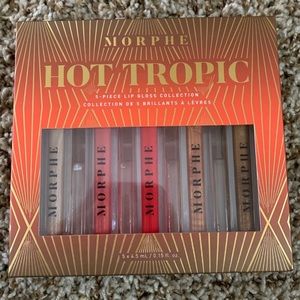 MORPHE
HOT TROPIC
5-PIECE LIP GLOSS COLLECTION
COLLECTION DE 5 BRILLANTS À LÈVRES
MORPHE
MORPHE
MORPHE
MORPHE
MORPHE
5 x 4.5 mL / 0.15 fl. oz.